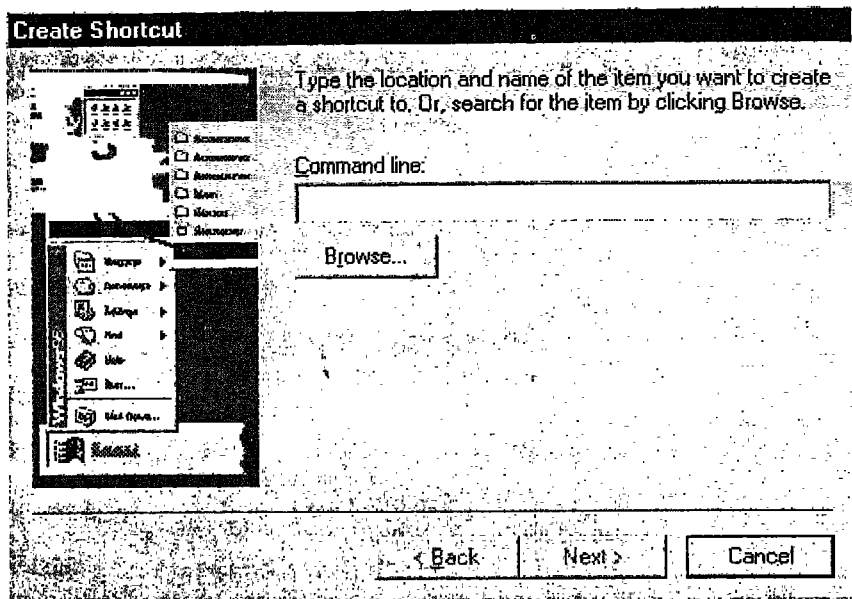 Create Shortcut
Type the location and name of the item you want to create
a shortcut to. Or, search for the item by clicking Browse.
Command line:
Browse...
< Back
Next >
Cancel